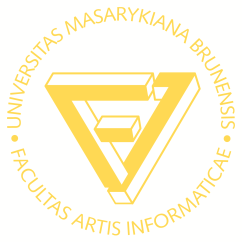 UNIVERSITAS MASARYKIANA BRUNENSIS
• FACULTAS ARTIS INFORMATICAE •